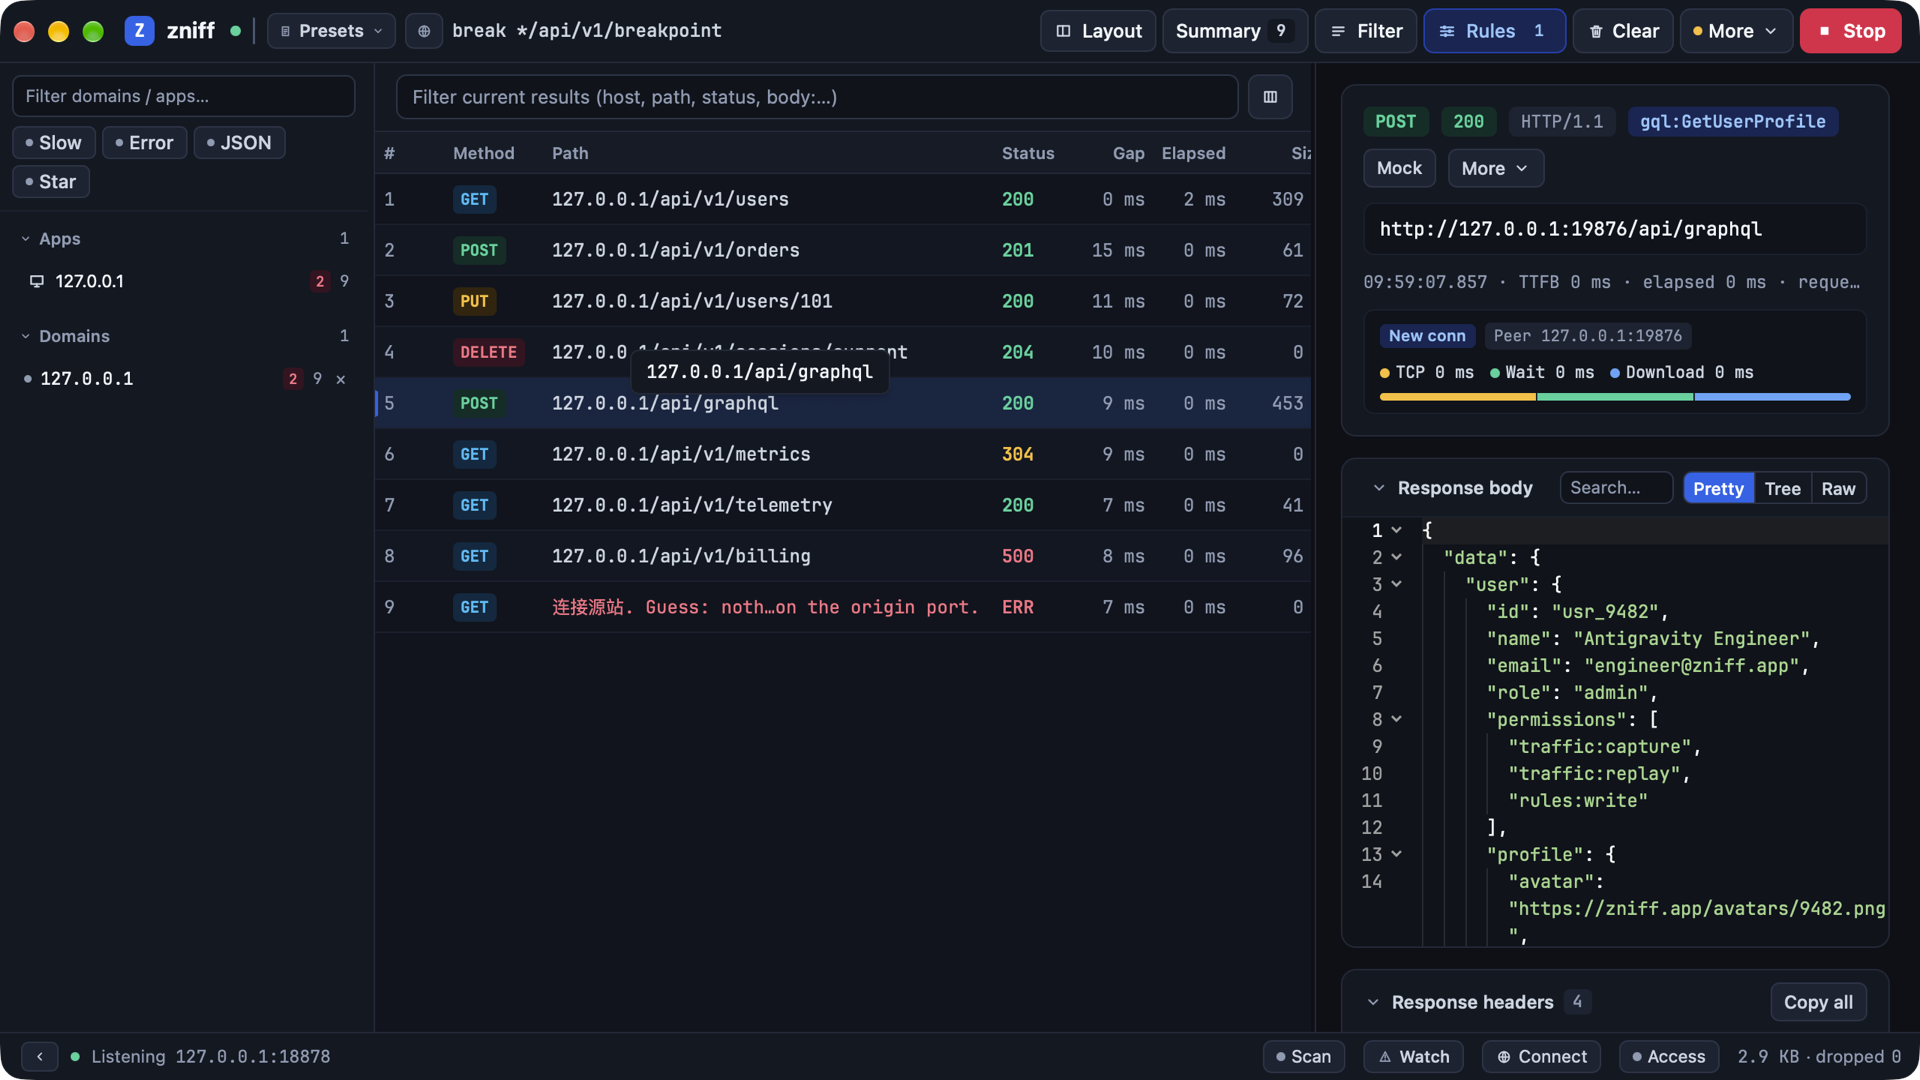 Z zniff Presets break */api/v1/breakpoint Layout Summary 9 Filter Rules 1 Clear More Stop
Filter domains / apps...
Slow Error JSON
Star
Apps 1
127.0.0.1 2 9
Domains 1
127.0.0.1 2 9 ×
Filter current results (host, path, status, body:...)
# Method Path Status Gap Elapsed Siz
1 GET 127.0.0.1/api/v1/users 200 0 ms 2 ms 309
2 POST 127.0.0.1/api/v1/orders 201 15 ms 0 ms 61
3 PUT 127.0.0.1/api/v1/users/101 200 11 ms 0 ms 72
4 DELETE 127.0.0.1/api/v1/sessions/current 204 10 ms 0 ms 0
127.0.0.1/api/graphql
5 POST 127.0.0.1/api/graphql 200 9 ms 0 ms 453
6 GET 127.0.0.1/api/v1/metrics 304 9 ms 0 ms 0
7 GET 127.0.0.1/api/v1/telemetry 200 7 ms 0 ms 41
8 GET 127.0.0.1/api/v1/billing 500 8 ms 0 ms 96
9 GET 连接源站. Guess: noth…on the origin port. ERR 7 ms 0 ms 0
POST 200 HTTP/1.1 gql:GetUserProfile
Mock More
http://127.0.0.1:19876/api/graphql
09:59:07.857 · TTFB 0 ms · elapsed 0 ms · reque…
New conn Peer 127.0.0.1:19876
TCP 0 ms Wait 0 ms Download 0 ms
Response body Search... Pretty Tree Raw
1 {
2 "data": {
3 "user": {
4 "id": "usr_9482",
5 "name": "Antigravity Engineer",
6 "email": "engineer@zniff.app",
7 "role": "admin",
8 "permissions": [
9 "traffic:capture",
10 "traffic:replay",
11 "rules:write"
12 ],
13 "profile": {
14 "avatar":
"https://zniff.app/avatars/9482.png
",
Response headers 4 Copy all
Listening 127.0.0.1:18878 Scan Watch Connect Access 2.9 KB · dropped 0